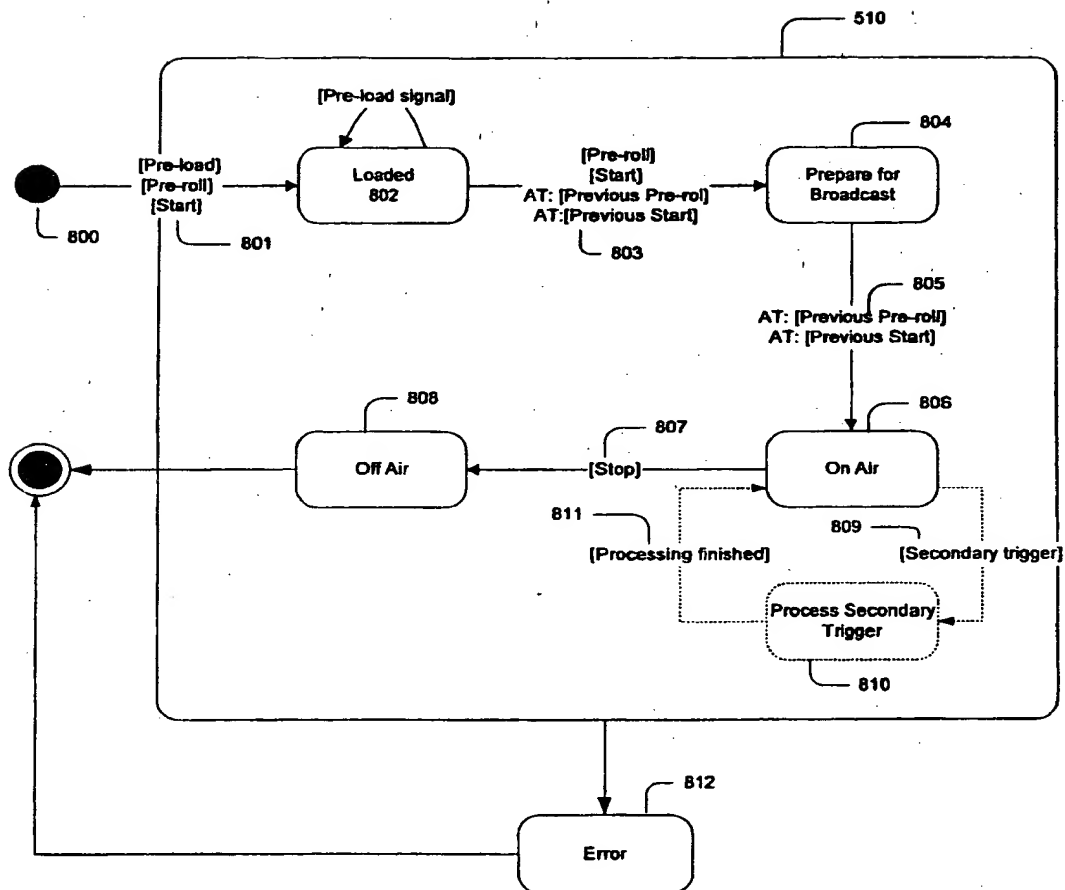 510
[Pre-load signal]
804
[Pre-load]
[Pre-roll]
[Start]
Loaded
802
[Pre-roll]
[Start]
AT: [Previous Pre-rol]
AT:[Previous Start]
Prepare for
Broadcast
800
801
803
805
AT: [Previous Pre-roll]
AT: [Previous Start]
808
807
806
Off Air
[Stop]
On Air
811
809
[Processing finished]
[Secondary trigger]
Process Secondary
Trigger
810
812
Error